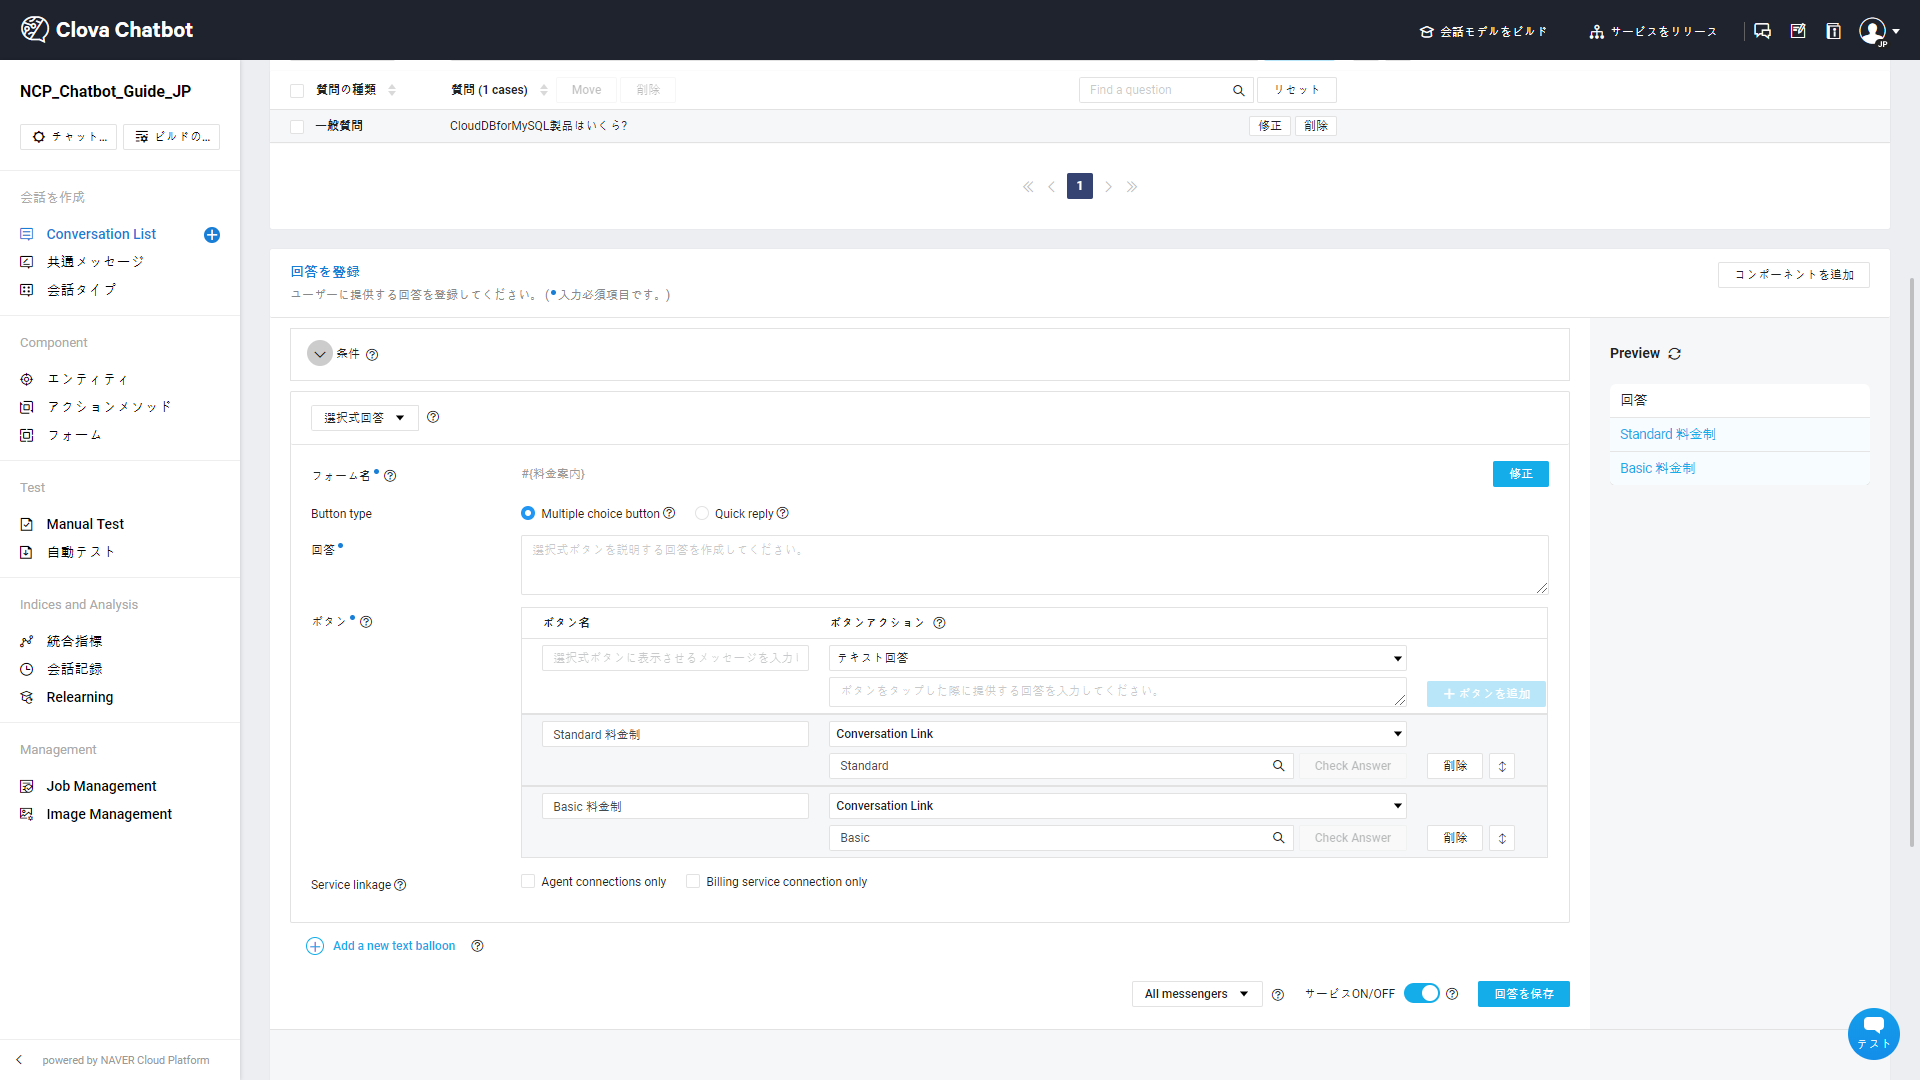 Clova Chatbot
会話モデルをビルド
サービスをリリース
JP
NCP_Chatbot_Guide_JP
チャット...
ビルドの...
会話を作成
Conversation List
共通メッセージ
会話タイプ
Component
エンティティ
アクションメソッド
フォーム
Test
Manual Test
自動テスト
Indices and Analysis
統合指標
会話記録
Relearning
Management
Job Management
Image Management
powered by NAVER Cloud Platform
質問の種類
質問 (1 cases)
Move
削除
Find a question
リセット
一般質問
CloudDBforMySQL製品はいくら?
修正
削除
1
回答を登録
ユーザーに提供する回答を登録してください。 (●入力必須項目です。)
コンポーネントを追加
条件
選択式回答
フォーム名
#{料金案内}
修正
Button type
Multiple choice button
Quick reply
回答
選択式ボタンを説明する回答を作成してください。
ボタン
ボタン名
ボタンアクション
選択式ボタンに表示させるメッセージを入力
テキスト回答
ボタンをタップした際に提供する回答を入力してください。
ボタンを追加
Standard 料金制
Conversation Link
Standard
Check Answer
削除
Basic 料金制
Conversation Link
Basic
Check Answer
削除
Service linkage
Agent connections only
Billing service connection only
Add a new text balloon
All messengers
サービスON/OFF
回答を保存
Preview
回答
Standard 料金制
Basic 料金制
テスト